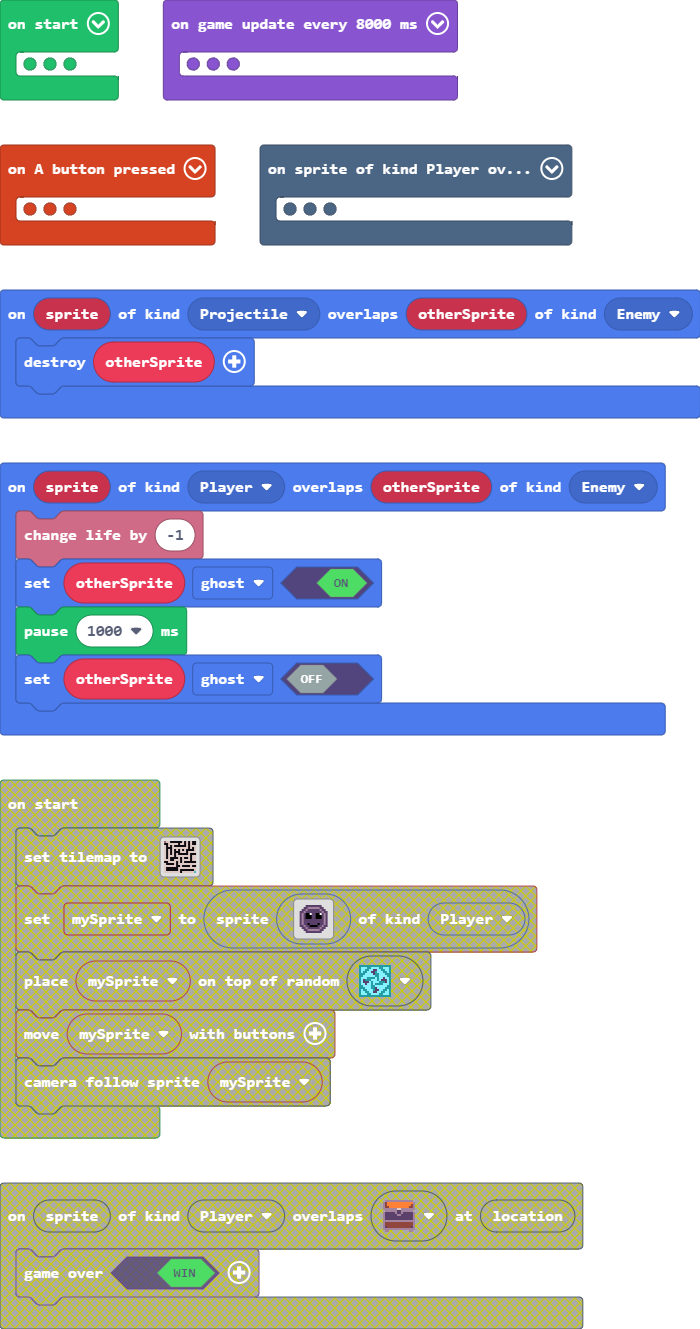 on start
on game update every 8000 ms
on A button pressed
on sprite of kind Player ov...
on sprite of kind Projectile overlaps otherSprite of kind Enemy
destroy otherSprite
on sprite of kind Player overlaps otherSprite of kind Enemy
change life by -1
set otherSprite ghost ON
pause 1000 ms
set otherSprite ghost OFF
on start
set tilemap to
set mySprite to sprite of kind Player
place mySprite on top of random
move mySprite with buttons
camera follow sprite mySprite
on sprite of kind Player overlaps at location
game over WIN